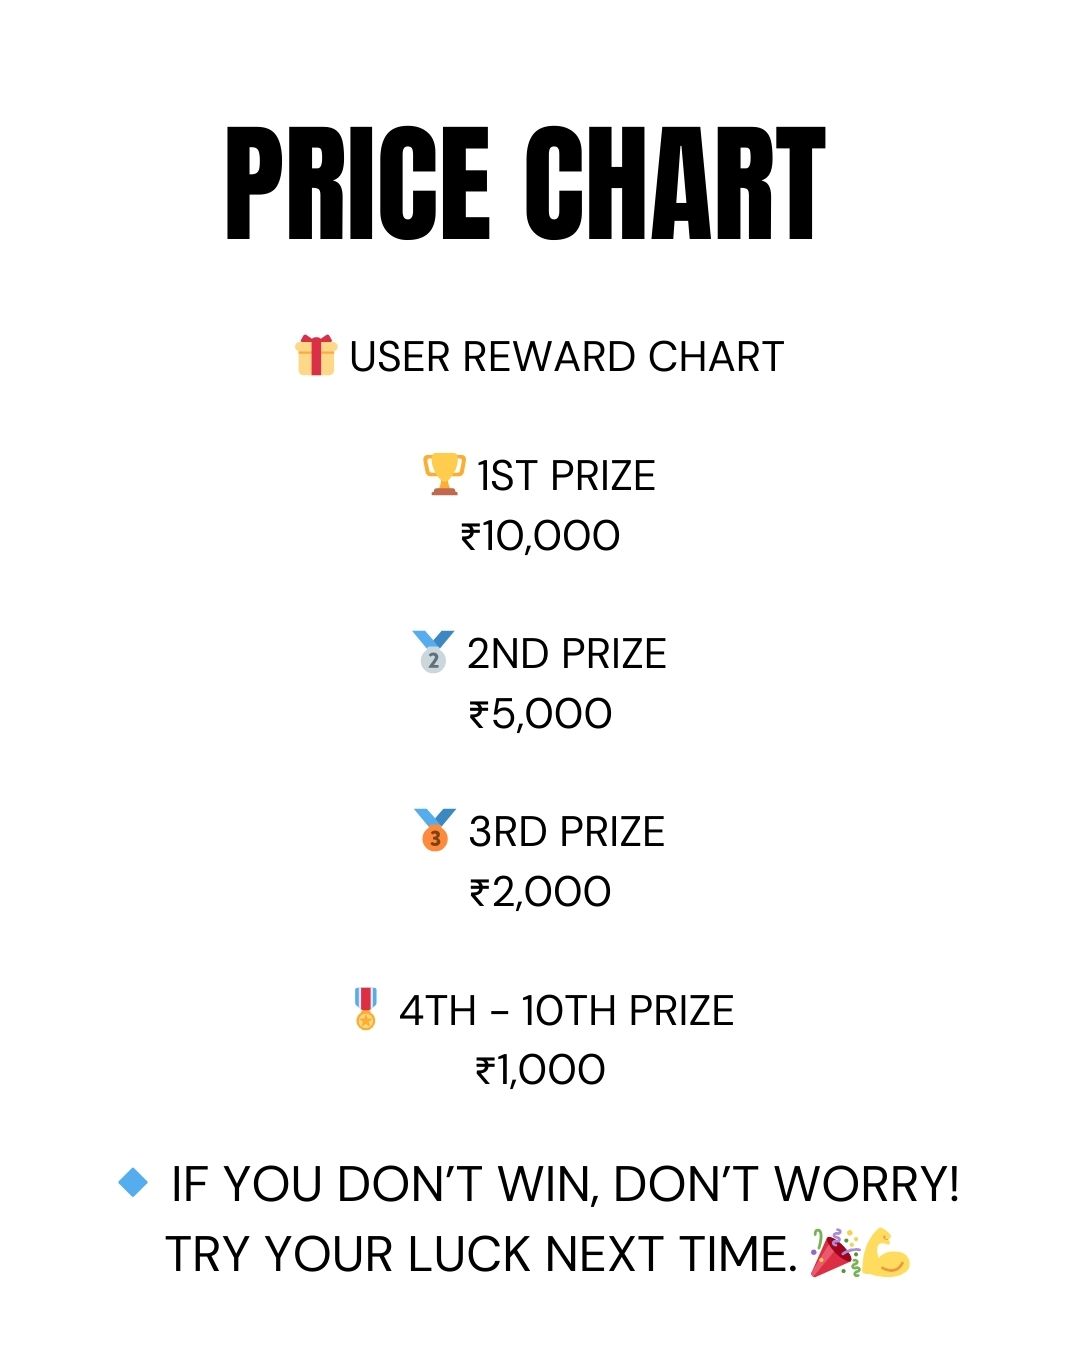 PRICE CHART
🎁 USER REWARD CHART
🏆 1ST PRIZE
₹10,000
🥈 2ND PRIZE
₹5,000
🥉 3RD PRIZE
₹2,000
🎖️ 4TH – 10TH PRIZE
₹1,000
🔹 IF YOU DON’T WIN, DON’T WORRY!
TRY YOUR LUCK NEXT TIME. 🎉💪